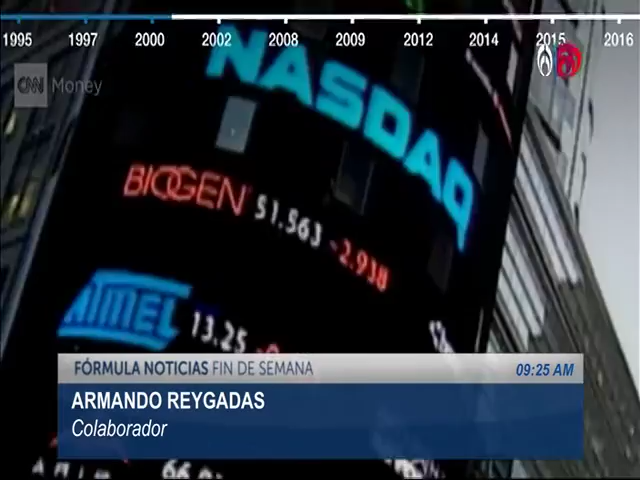 1995 1997 2000 2002 2008 2009 2012 2014 2015 2016
CNN Money
NASDAQ
BIOGEN 51.563 -2.938
ATMEL 13.25
FÓRMULA NOTICIAS FIN DE SEMANA 09:25 AM
ARMANDO REYGADAS
Colaborador